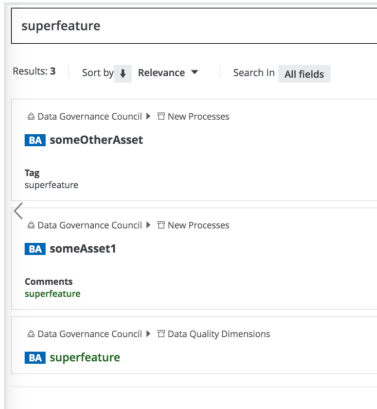 superfeature
Results: 3 Sort by Relevance Search In All fields
Data Governance Council New Processes
BA someOtherAsset
Tag
superfeature
Data Governance Council New Processes
BA someAsset1
Comments
superfeature
Data Governance Council Data Quality Dimensions
BA superfeature